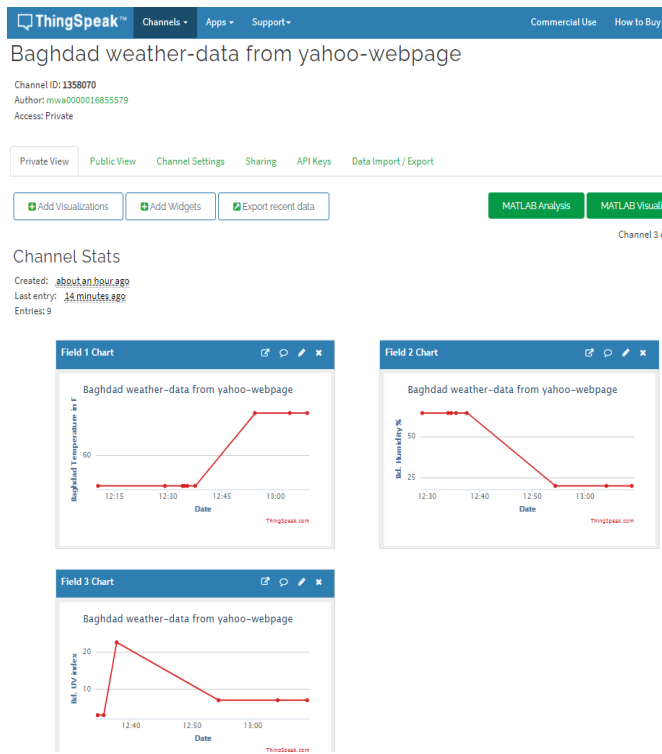 ThingSpeak™ Channels Apps Support Commercial Use How to Buy
Baghdad weather-data from yahoo-webpage
Channel ID: 1358070
Author: mwa0000016855579
Access: Private
Private View Public View Channel Settings Sharing API Keys Data Import / Export
Add Visualizations Add Widgets Export recent data MATLAB Analysis MATLAB Visuali
Channel 3 o
Channel Stats
Created: about an hour ago
Last entry: 14 minutes ago
Entries: 9
Field 1 Chart
Baghdad weather-data from yahoo-webpage
Baghdad Temperature in F
60
12:15 12:30 12:45 13:00
Date
ThingSpeak.com
Field 2 Chart
Baghdad weather-data from yahoo-webpage
Bd. Humidity %
50
25
12:30 12:40 12:50 13:00
Date
ThingSpeak.com
Field 3 Chart
Baghdad weather-data from yahoo-webpage
Bd. UV index
20
10
12:40 12:50 13:00
Date
ThingSpeak.com